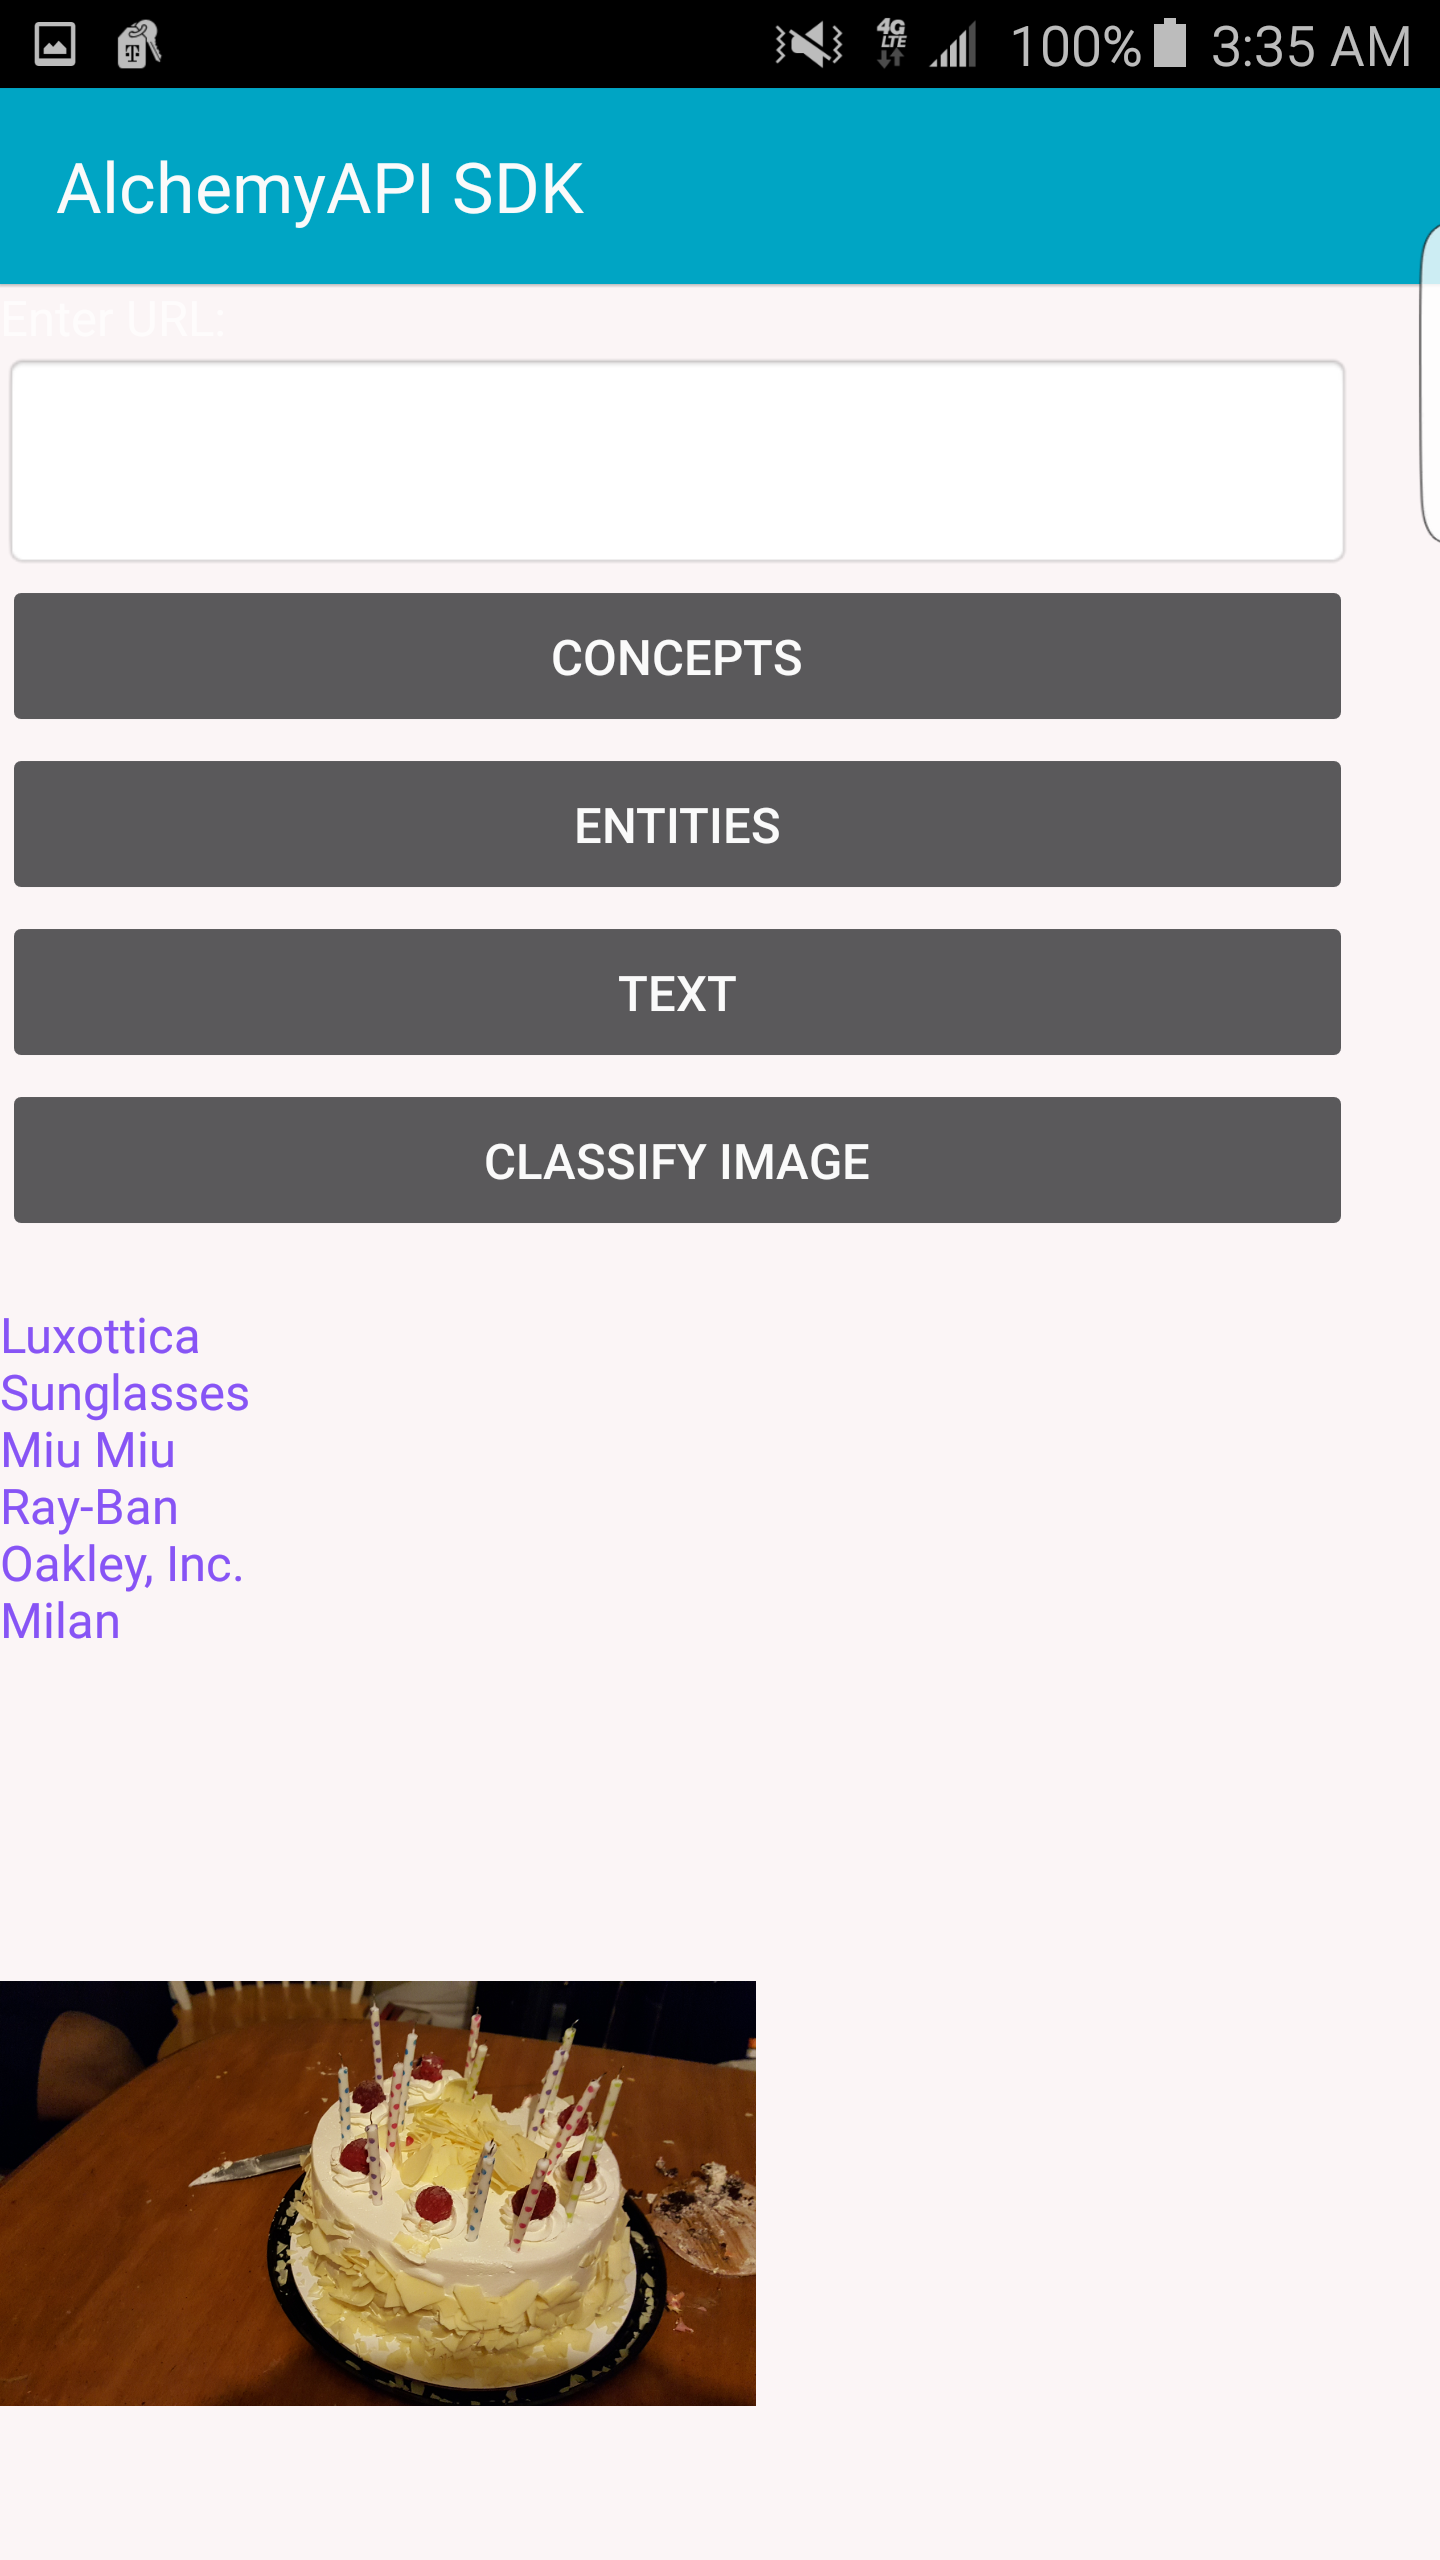 4G
LTE
100%
3:35 AM
AlchemyAPI SDK
Enter URL:
CONCEPTS
ENTITIES
TEXT
CLASSIFY IMAGE
Luxottica
Sunglasses
Miu Miu
Ray-Ban
Oakley, Inc.
Milan